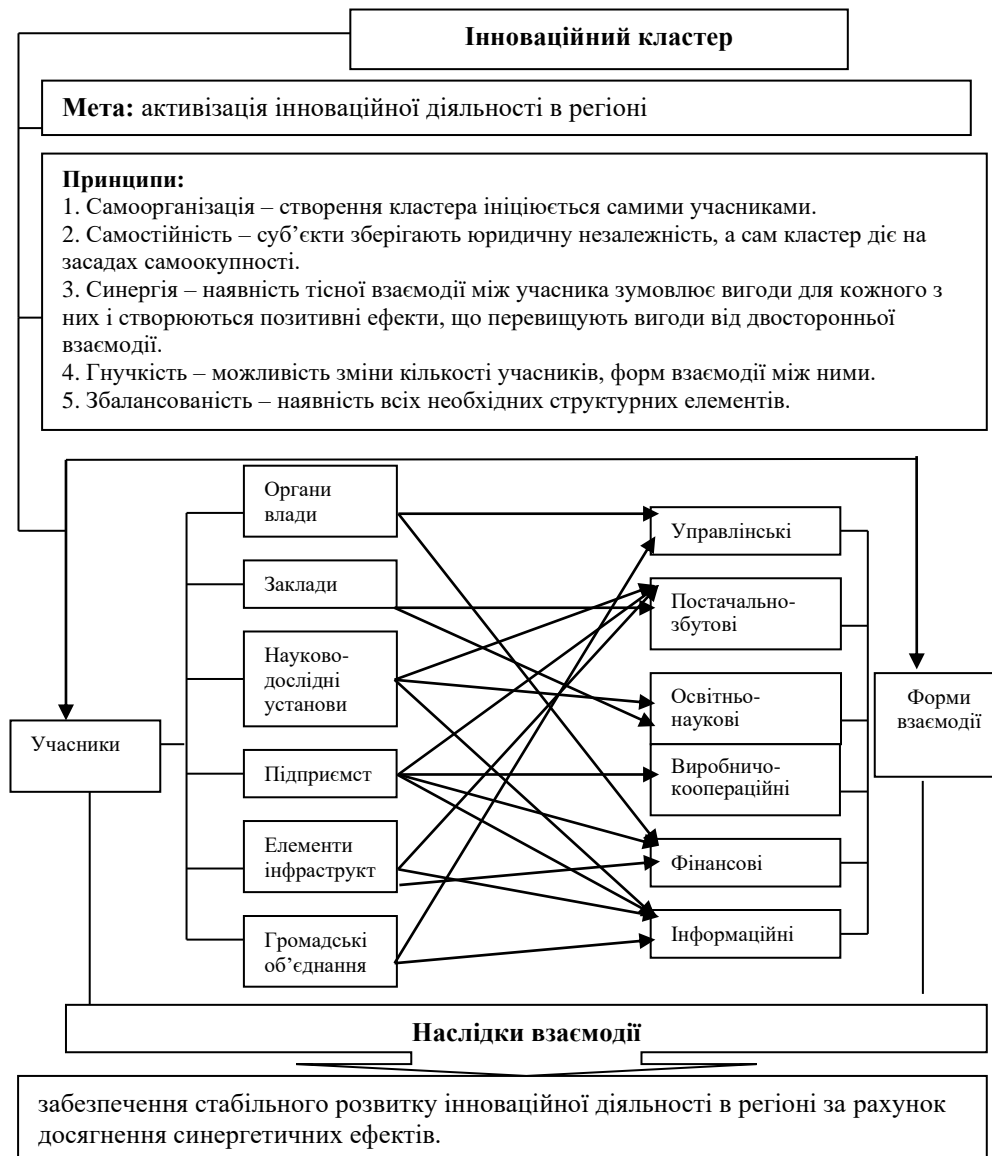 Інноваційний кластер
Мета: активізація інноваційної діяльності в регіоні
Принципи:
1. Самоорганізація – створення кластера ініціюється самими учасниками.
2. Самостійність – суб’єкти зберігають юридичну незалежність, а сам кластер діє на
засадах самоокупності.
3. Синергія – наявність тісної взаємодії між учасника зумовлює вигоди для кожного з
них і створюються позитивні ефекти, що перевищують вигоди від двосторонньої
взаємодії.
4. Гнучкість – можливість зміни кількості учасників, форм взаємодії між ними.
5. Збалансованість – наявність всіх необхідних структурних елементів.
Учасники
Органи
влади
Заклади
Науково-
дослідні
установи
Підприємст
Елементи
інфраструкт
Громадські
об’єднання
Управлінські
Постачально-
збутові
Освітньо-
наукові
Виробничо-
коопераційні
Фінансові
Інформаційні
Форми
взаємодії
Наслідки взаємодії
забезпечення стабільного розвитку інноваційної діяльності в регіоні за рахунок
досягнення синергетичних ефектів.